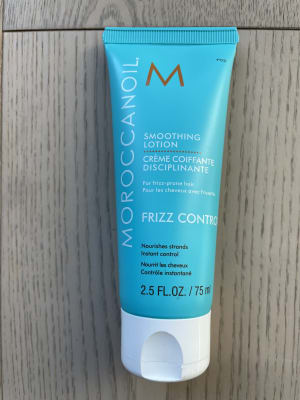 M
MOROCCANOIL
SMOOTHING
LOTION
CRÈME COIFFANTE
DISCIPLINANTE
For frizz-prone hair
Pour les cheveux avec frisottis
FRIZZ CONTRO
Nourishes strands
Instant control
Nourrit les cheveux
Contrôle instantané
2.5 FL.OZ. / 75 ml